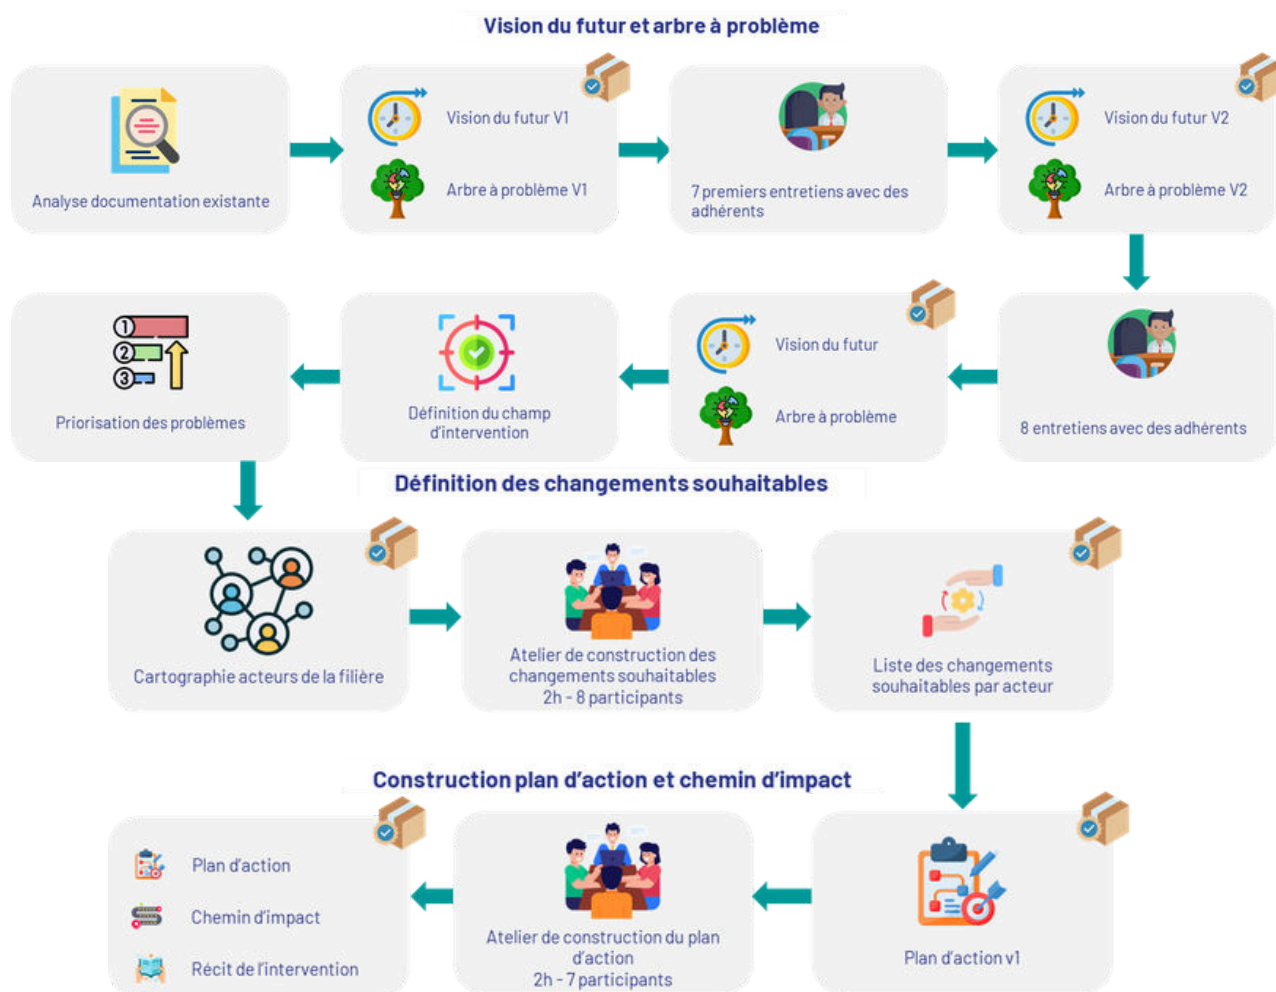 Vision du futur et arbre à problème
Analyse documentation existante
Vision du futur V1
Arbre à problème V1
7 premiers entretiens avec des
adhérents
Vision du futur V2
Arbre à problème V2
1
2
3
Priorisation des problèmes
Définition du champ
d'intervention
Vision du futur
Arbre à problème
8 entretiens avec des adhérents
Définition des changements souhaitables
Cartographie acteurs de la filière
Atelier de construction des
changements souhaitables
2h - 8 participants
Liste des changements
souhaitables par acteur
Construction plan d'action et chemin d'impact
Plan d'action
Chemin d'impact
Récit de l'intervention
Atelier de construction du plan
d'action
2h - 7 participants
Plan d'action v1